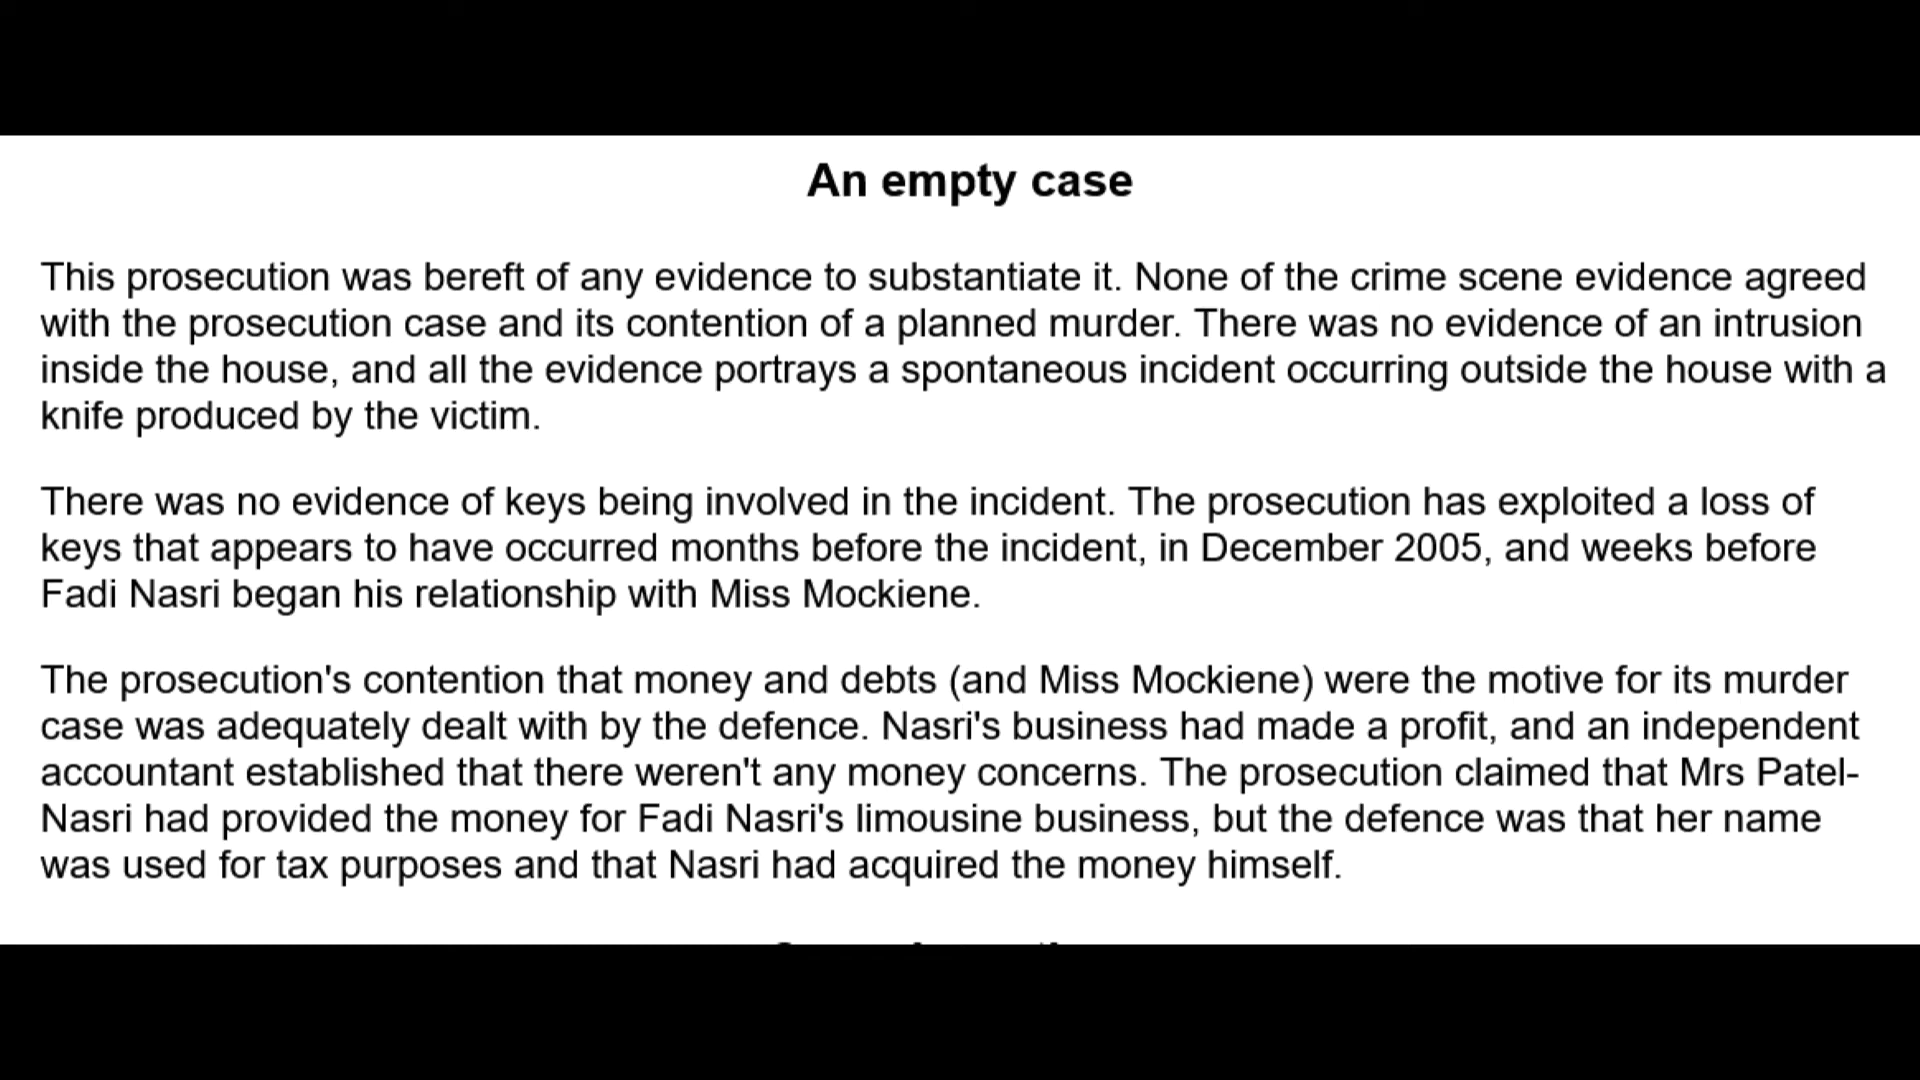 An empty case
This prosecution was bereft of any evidence to substantiate it. None of the crime scene evidence agreed
with the prosecution case and its contention of a planned murder. There was no evidence of an intrusion
inside the house, and all the evidence portrays a spontaneous incident occurring outside the house with a
knife produced by the victim.
There was no evidence of keys being involved in the incident. The prosecution has exploited a loss of
keys that appears to have occurred months before the incident, in December 2005, and weeks before
Fadi Nasri began his relationship with Miss Mockiene.
The prosecution's contention that money and debts (and Miss Mockiene) were the motive for its murder
case was adequately dealt with by the defence. Nasri's business had made a profit, and an independent
accountant established that there weren't any money concerns. The prosecution claimed that Mrs Patel-
Nasri had provided the money for Fadi Nasri's limousine business, but the defence was that her name
was used for tax purposes and that Nasri had acquired the money himself.